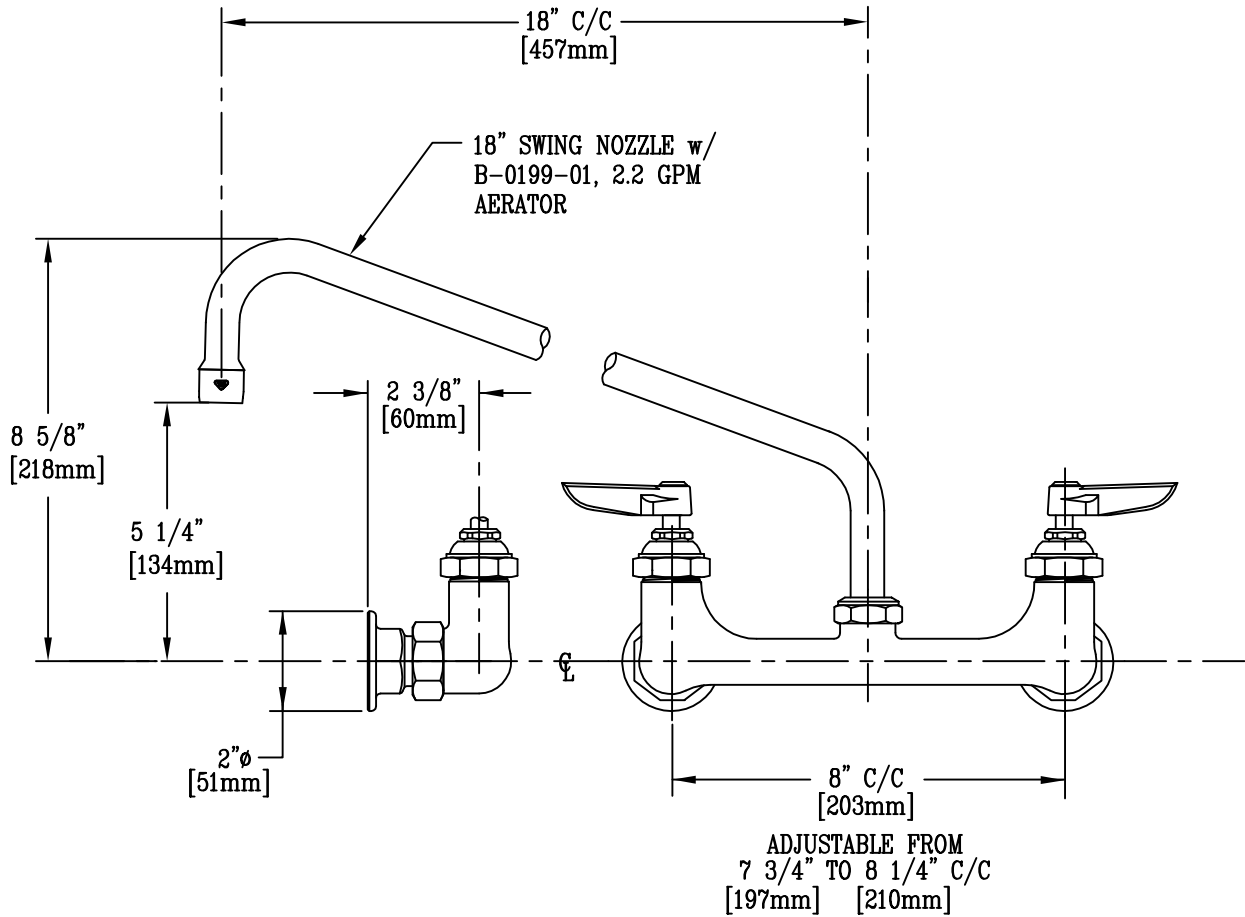 18" C/C
[457mm]
18" SWING NOZZLE w/
B-0199-01, 2.2 GPM
AERATOR
2 3/8"
[60mm]
8 5/8"
[218mm]
5 1/4"
[134mm]
℄
2"ø
[51mm]
8" C/C
[203mm]
ADJUSTABLE FROM
7 3/4" TO 8 1/4" C/C
[197mm] [210mm]